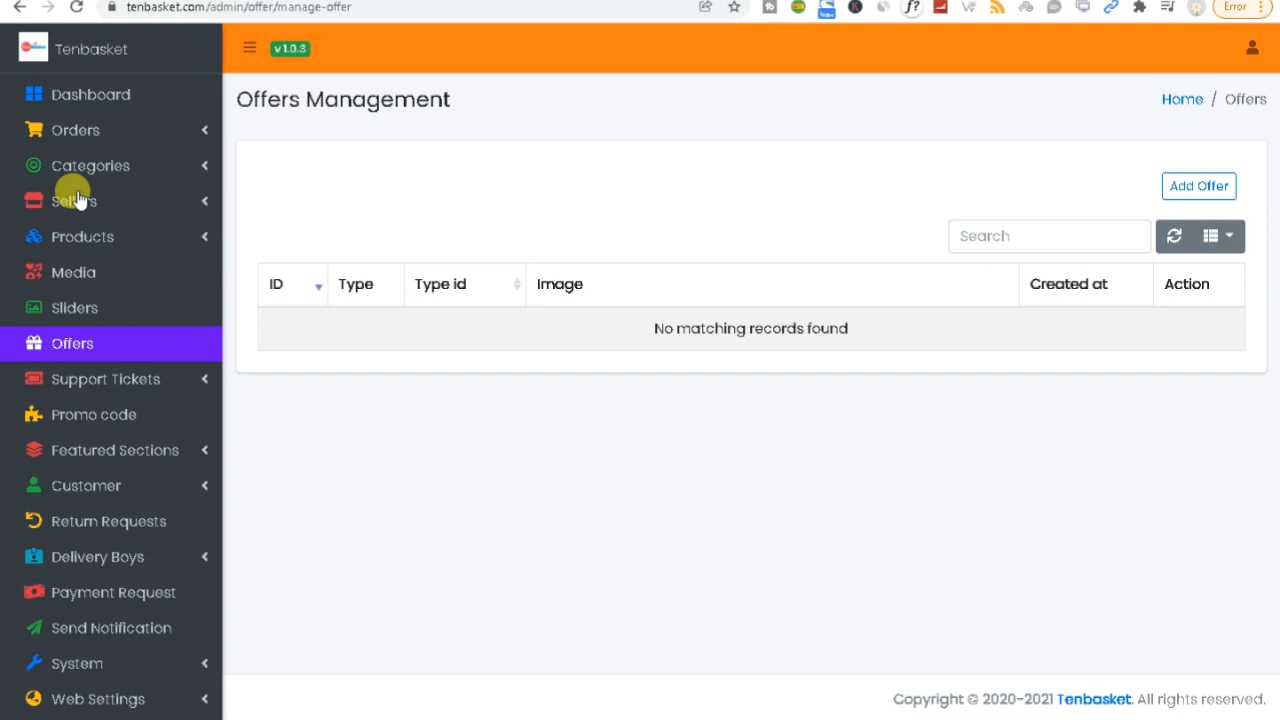 tenbasket.com/admin/offer/manage-offer
Error
New
Tenbasket
v 1.0.3
Dashboard
Orders
Categories
Sellers
Products
Media
Sliders
Offers
Support Tickets
Promo code
Featured Sections
Customer
Return Requests
Delivery Boys
Payment Request
Send Notification
System
Web Settings
Offers Management
Home / Offers
Add Offer
Search
ID Type Type id Image Created at Action
No matching records found
Copyright © 2020-2021 Tenbasket. All rights reserved.